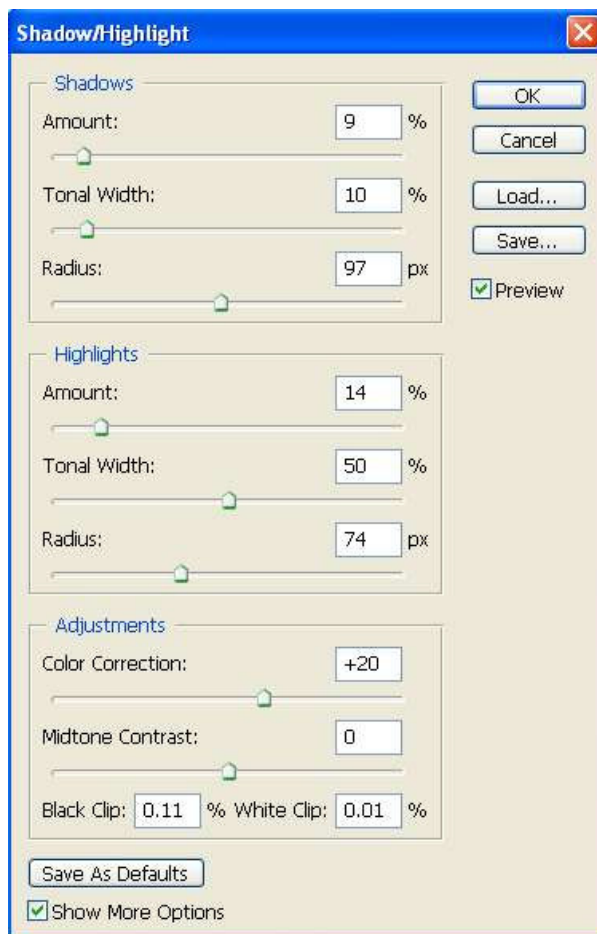 Shadow/Highlight
Shadows
Amount: 9 %
Tonal Width: 10 %
Radius: 97 px
Highlights
Amount: 14 %
Tonal Width: 50 %
Radius: 74 px
Adjustments
Color Correction: +20
Midtone Contrast: 0
Black Clip: 0.11 % White Clip: 0.01 %
Save As Defaults
Show More Options
OK
Cancel
Load...
Save...
Preview